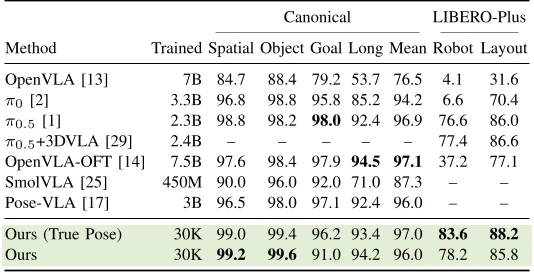 Canonical LIBERO-Plus
Method Trained Spatial Object Goal Long Mean Robot Layout
OpenVLA [13] 7B 84.7 88.4 79.2 53.7 76.5 4.1 31.6
π0 [2] 3.3B 96.8 98.8 95.8 85.2 94.2 6.6 70.4
π0.5 [1] 2.3B 98.8 98.2 98.0 92.4 96.9 76.6 86.0
π0.5+3DVLA [29] 2.4B – – – – – 77.4 86.6
OpenVLA-OFT [14] 7.5B 97.6 98.4 97.9 94.5 97.1 37.2 77.1
SmolVLA [25] 450M 90.0 96.0 92.0 71.0 87.3 – –
Pose-VLA [17] 3B 96.5 98.0 97.1 92.4 96.0 – –
Ours (True Pose) 30K 99.0 99.4 96.2 93.4 97.0 83.6 88.2
Ours 30K 99.2 99.6 91.0 94.2 96.0 78.2 85.8